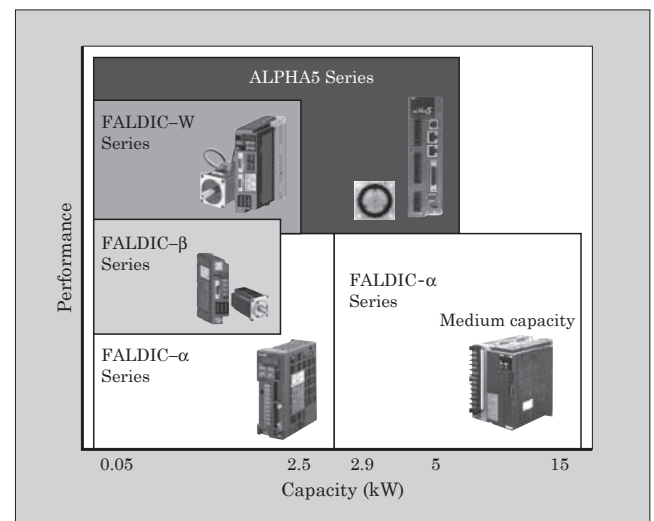 ALPHA5 Series
FALDIC–W
Series
FALDIC–β
Series
FALDIC-α
Series
Medium capacity
FALDIC–α
Series
Performance
0.05
2.5
2.9
5
15
Capacity (kW)